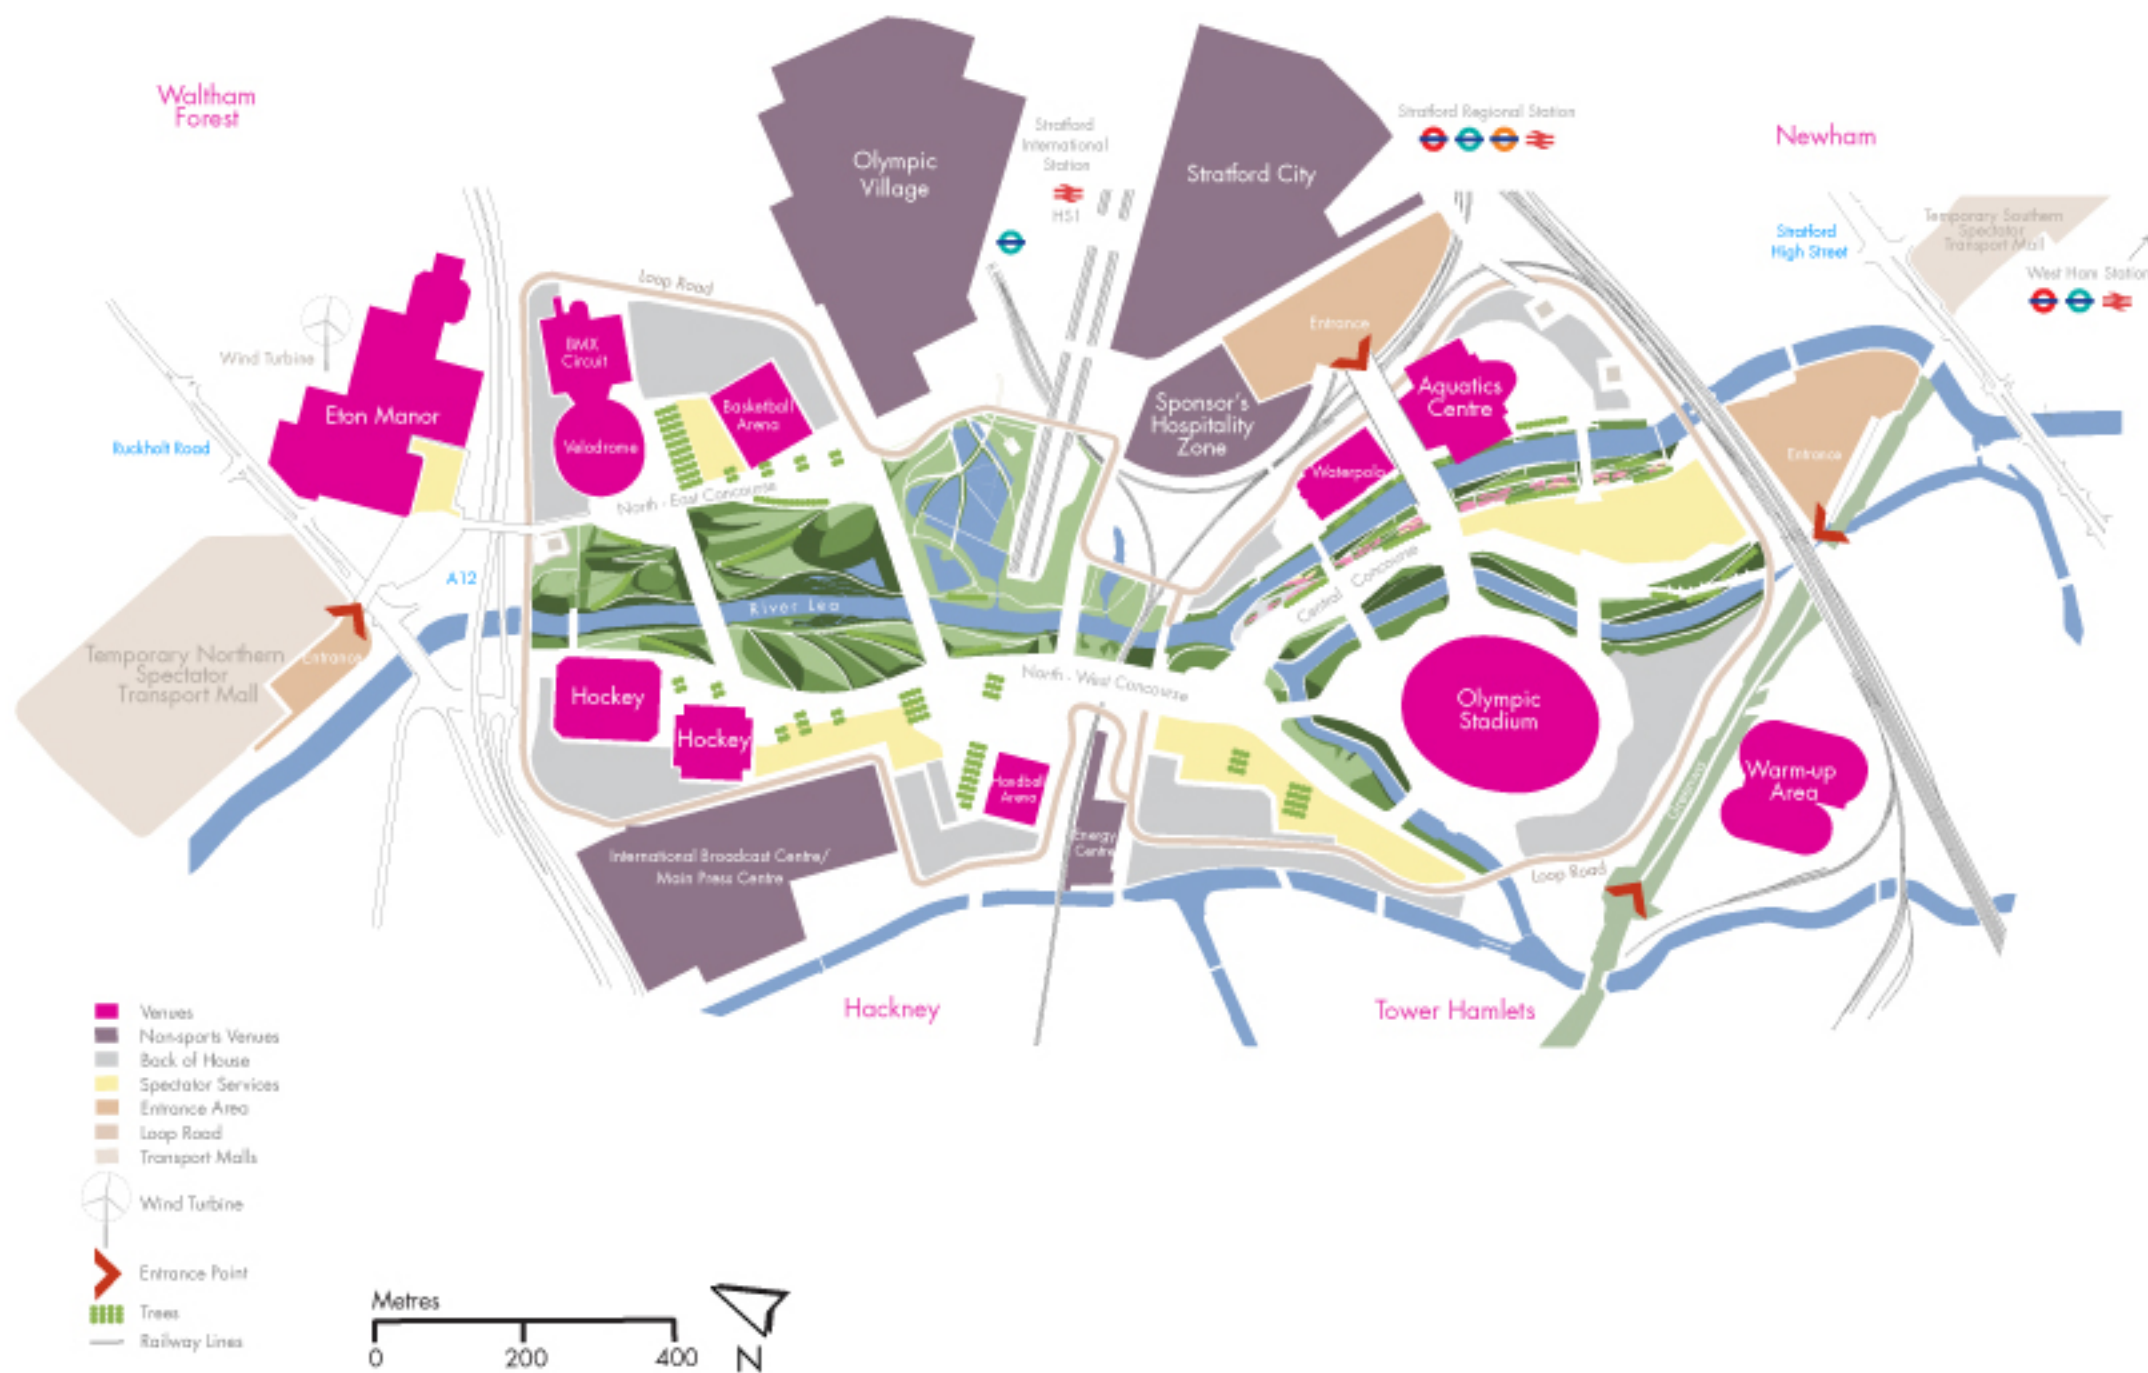 Waltham
Forest
Olympic
Village
Stratford
International
Station
HS1
Stratford City
Stratford Regional Station
Newham
Stratford
High Street
Temporary Southern
Spectator
Transport Mall
West Ham Station
Loop Road
Wind Turbine
Eton Manor
Ruckholt Road
BMX
Circuit
Velodrome
Basketball
Arena
North - East Concourse
Entrance
Sponsor's
Hospitality
Zone
Aquatics
Centre
Waterpolo
Entrance
A12
River Lea
Central Concourse
Temporary Northern
Spectator
Transport Mall
Entrance
Hockey
Hockey
North - West Concourse
Handball
Arena
Energy
Centre
Olympic
Stadium
Warm-up
Area
Greenway
Loop Road
International Broadcast Centre/
Main Press Centre
Hackney
Tower Hamlets
Venues
Non-sports Venues
Back of House
Spectator Services
Entrance Area
Loop Road
Transport Malls
Wind Turbine
Entrance Point
Trees
Railway Lines
Metres
0 200 400
N